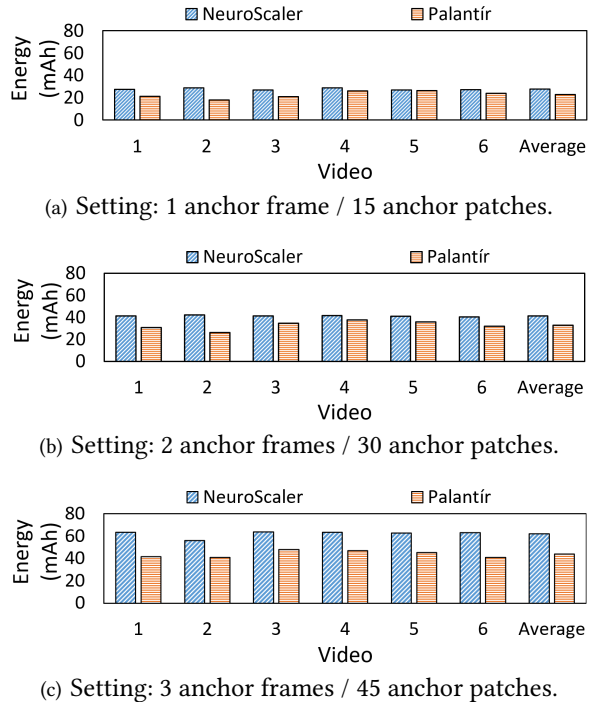 NeuroScaler Palantír
Energy
(mAh)
80
60
40
20
0
1 2 3 4 5 6 Average
Video
(a) Setting: 1 anchor frame / 15 anchor patches.
NeuroScaler Palantír
Energy
(mAh)
80
60
40
20
0
1 2 3 4 5 6 Average
Video
(b) Setting: 2 anchor frames / 30 anchor patches.
NeuroScaler Palantír
Energy
(mAh)
80
60
40
20
0
1 2 3 4 5 6 Average
Video
(c) Setting: 3 anchor frames / 45 anchor patches.